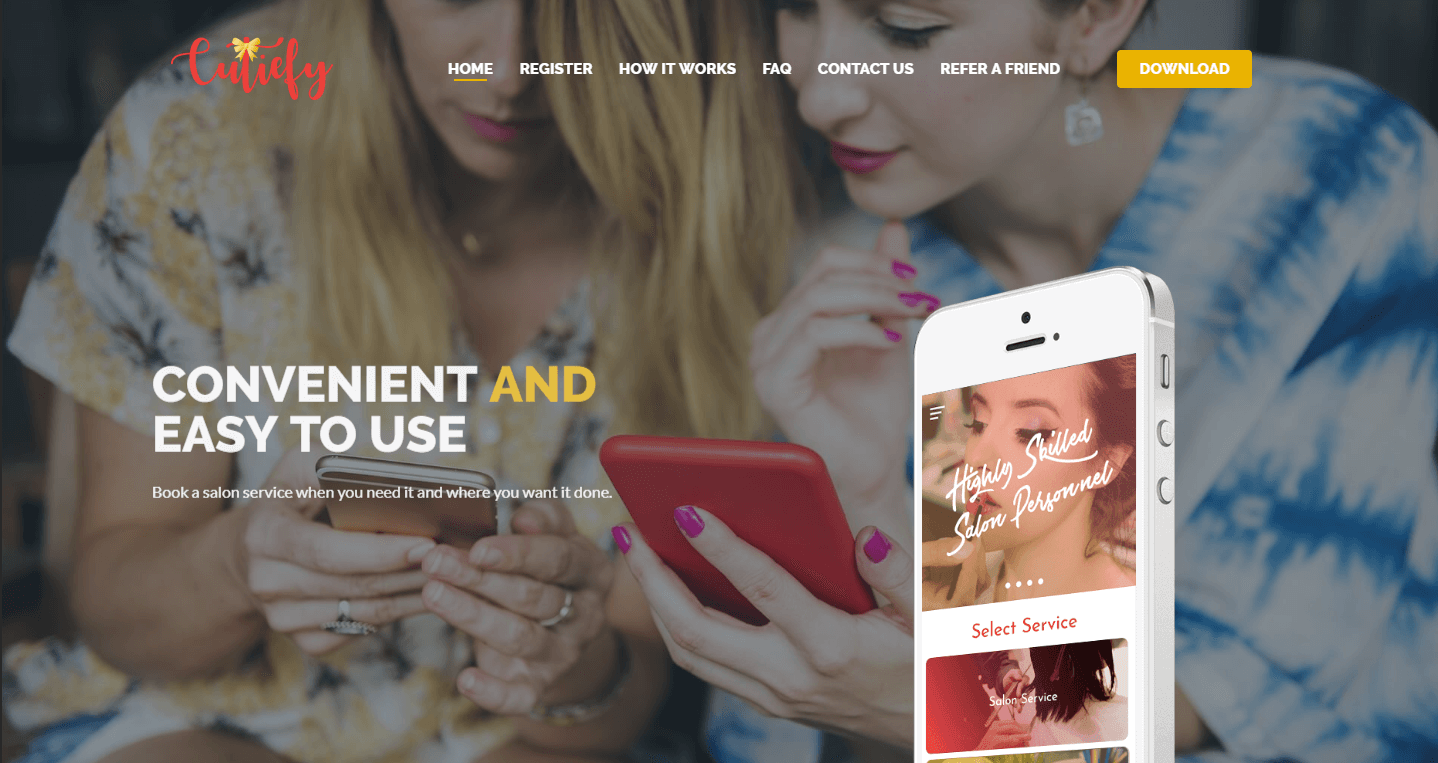 Cutiefy
HOME REGISTER HOW IT WORKS FAQ CONTACT US REFER A FRIEND DOWNLOAD
CONVENIENT AND
EASY TO USE
Book a salon service when you need it and where you want it done.
Highly Skilled
Salon Personnel
Select Service
Salon Service